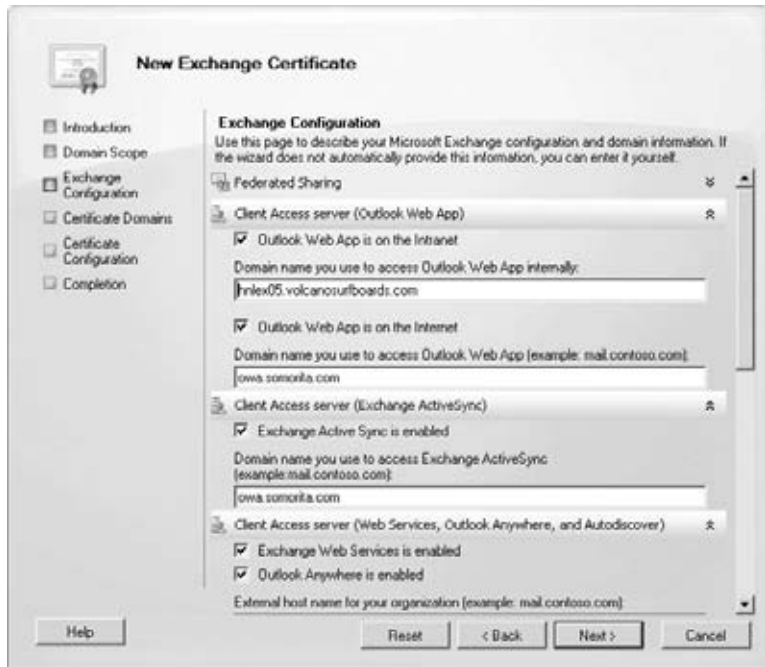 New Exchange Certificate
Introduction
Domain Scope
Exchange
Configuration
Certificate Domains
Certificate
Configuration
Completion
Exchange Configuration
Use this page to describe your Microsoft Exchange configuration and domain information. If
the wizard does not automatically provide this information, you can enter it yourself.
Federated Sharing
Client Access server (Outlook Web App)
Outlook Web App is on the Intranet
Domain name you use to access Outlook Web App internally:
hnlex05.volcanosurfboards.com
Outlook Web App is on the Internet
Domain name you use to access Outlook Web App (example: mail.contoso.com):
owa.somorita.com
Client Access server (Exchange ActiveSync)
Exchange Active Sync is enabled
Domain name you use to access Exchange ActiveSync
(example:mail.contoso.com):
owa.somorita.com
Client Access server (Web Services, Outlook Anywhere, and Autodiscover)
Exchange Web Services is enabled
Outlook Anywhere is enabled
External host name for your organization (example: mail.contoso.com):
Help
Reset
< Back
Next >
Cancel